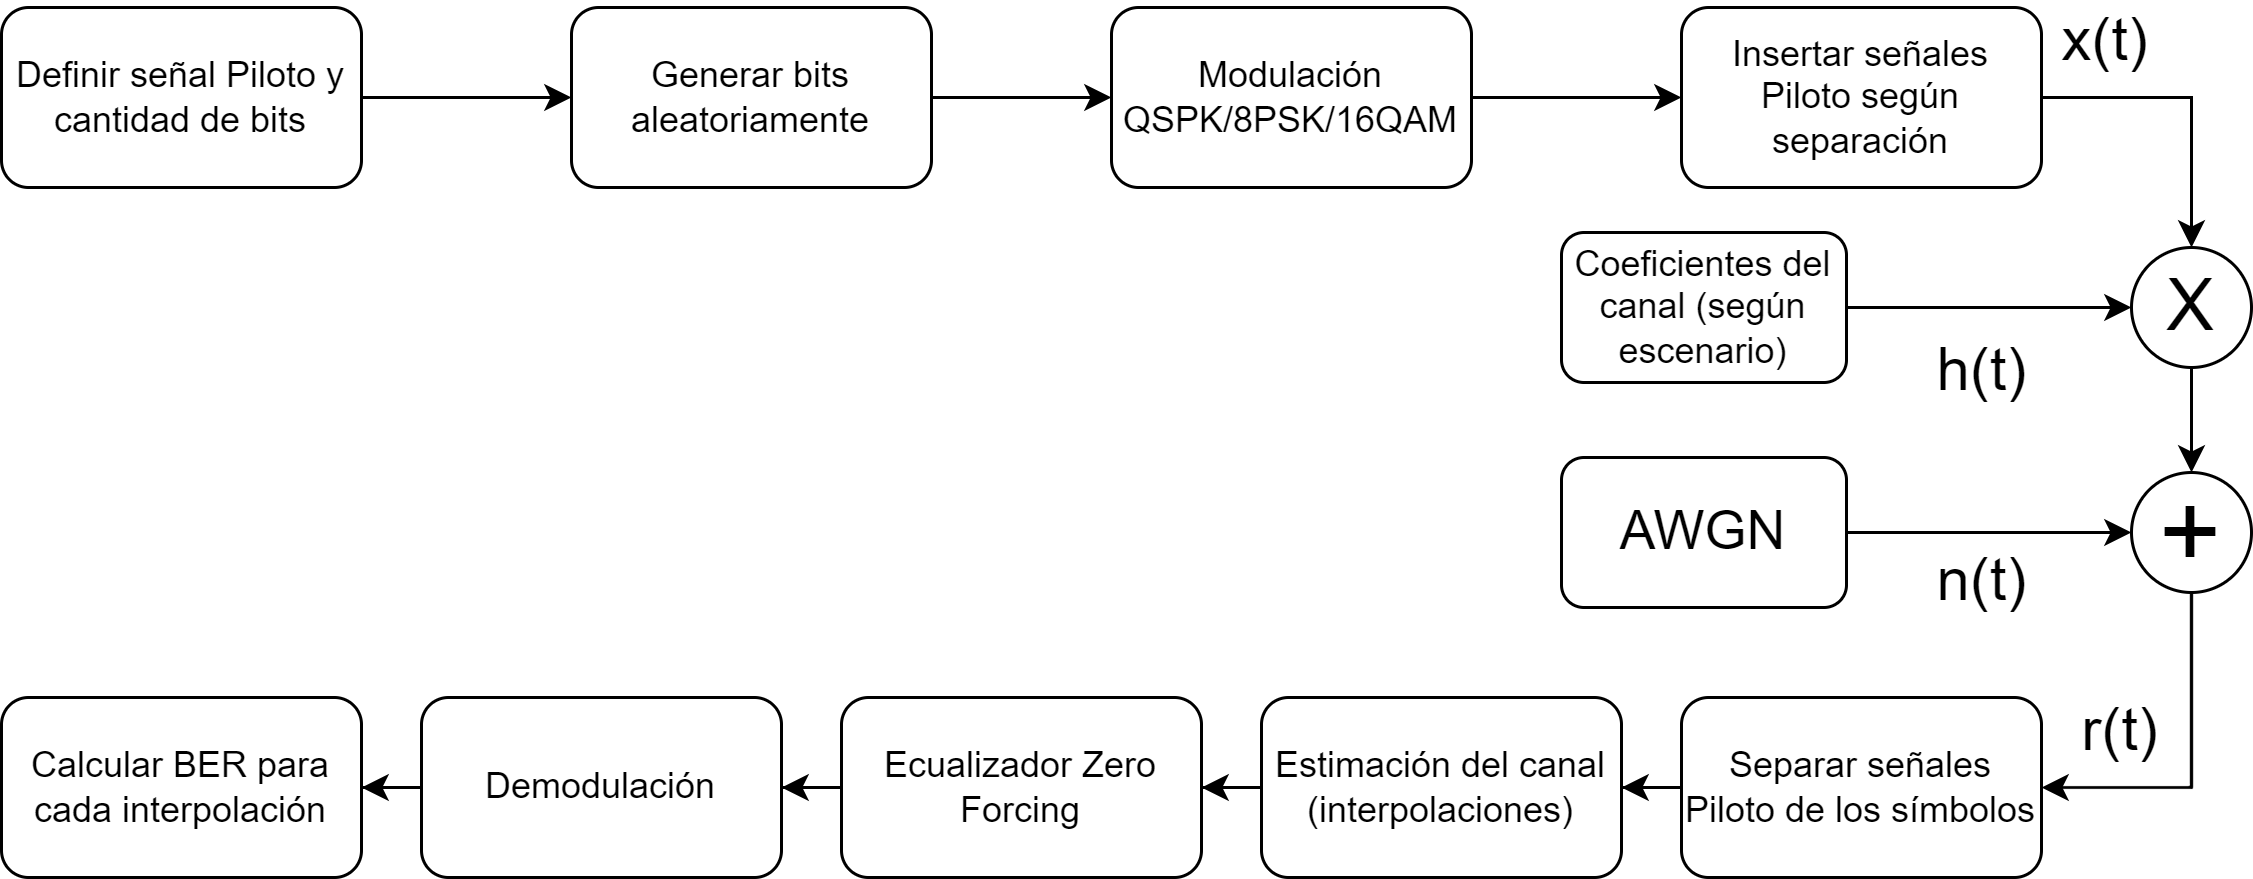 Definir señal Piloto y
cantidad de bits
Generar bits
aleatoriamente
Modulación
QSPK/8PSK/16QAM
Insertar señales
Piloto según
separación
x(t)
Coeficientes del
canal (según
escenario)
h(t)
X
AWGN
n(t)
+
r(t)
Separar señales
Piloto de los símbolos
Estimación del canal
(interpolaciones)
Ecualizador Zero
Forcing
Demodulación
Calcular BER para
cada interpolación